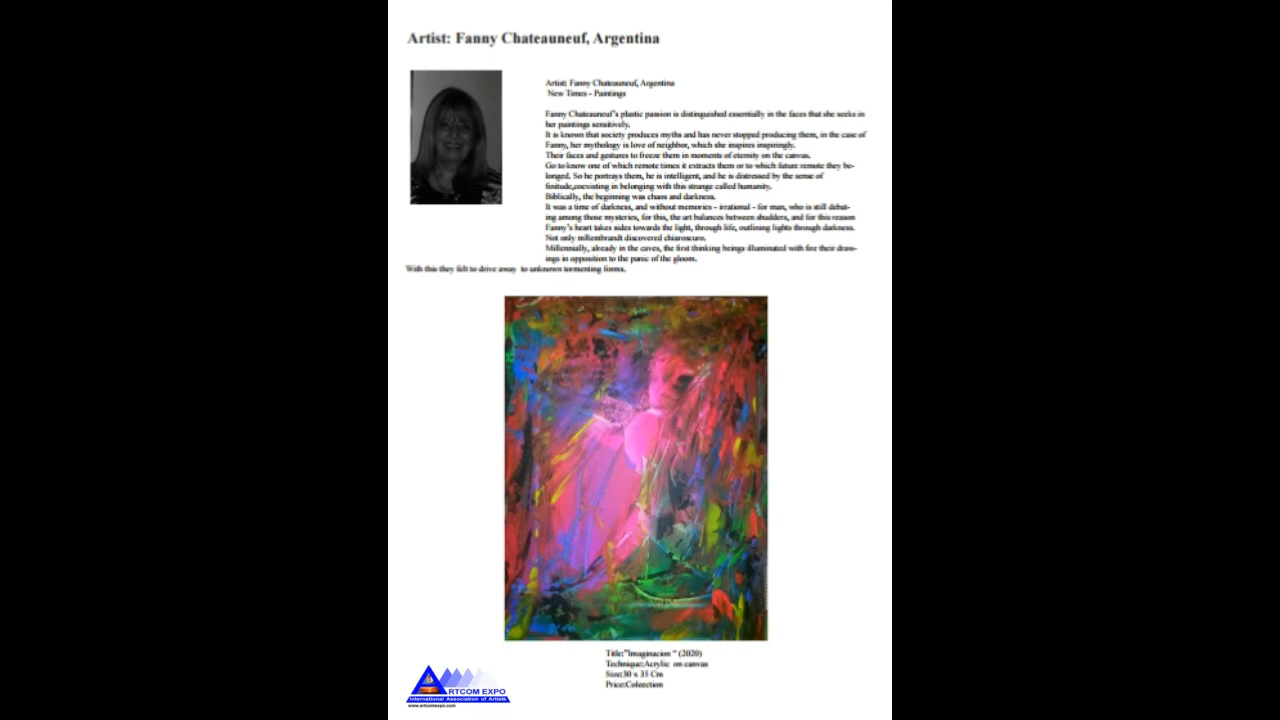 Artist: Fanny Chateauneuf, Argentina
Artist: Fanny Chateauneuf, Argentina
New Times - Paintings
Fanny Chateauneuf's plastic passion is distinguished essentially in the faces that she seeks in
her paintings sensitively.
It is known that society produces myths and has never stopped producing them, in the case of
Fanny, her mythology is love of neighbor, which she inspires inspiringly.
Their faces and gestures to freeze them in moments of eternity on the canvas.
Go to know one of which remote times it extracts them or to which future remote they be-
longed. So he portrays them, he is intelligent, and he is distressed by the sense of
finitude,coexisting in belonging with this strange called humanity.
Biblically, the beginning was chaos and darkness.
It was a time of darkness, and without memories - irrational - for man, who is still debat-
ing among those mysteries, for this, the art balances between shudders, and for this reason
Fanny's heart takes sides towards the light, through life, outlining lights through darkness.
Not only mRembrandt discovered chiaroscuro.
Millennially, already in the caves, the first thinking beings illuminated with fire their draw-
ings in opposition to the panic of the gloom.
With this they felt to drive away to unknown tormenting forms.
Title:"Imaginacion " (2020)
Technique:Acrylic on canvas
Size:30 x 35 Cm
Price:Coleection
ARTCOM EXPO
International Association of Artists
www.artcomexpo.com